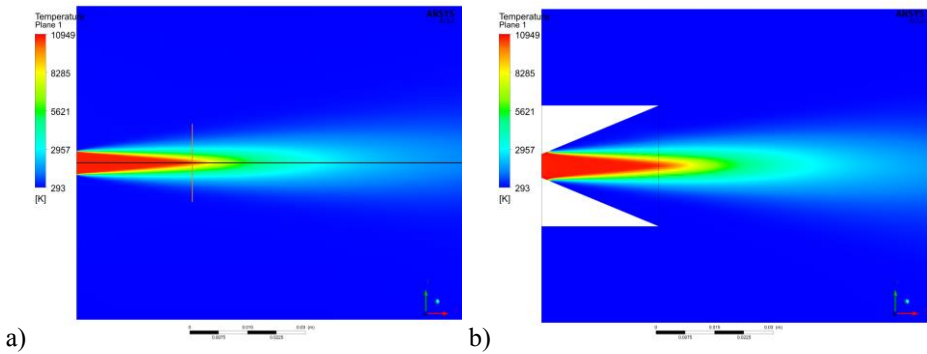 Temperature
Plane 1
10949
8285
5621
2957
293
[K]
ANSYS
0
0.015
0.03 (m)
0.0075
0.0225
a)
Temperature
Plane 1
10949
8285
5621
2957
293
[K]
ANSYS
0
0.015
0.03 (m)
0.0075
0.0225
b)